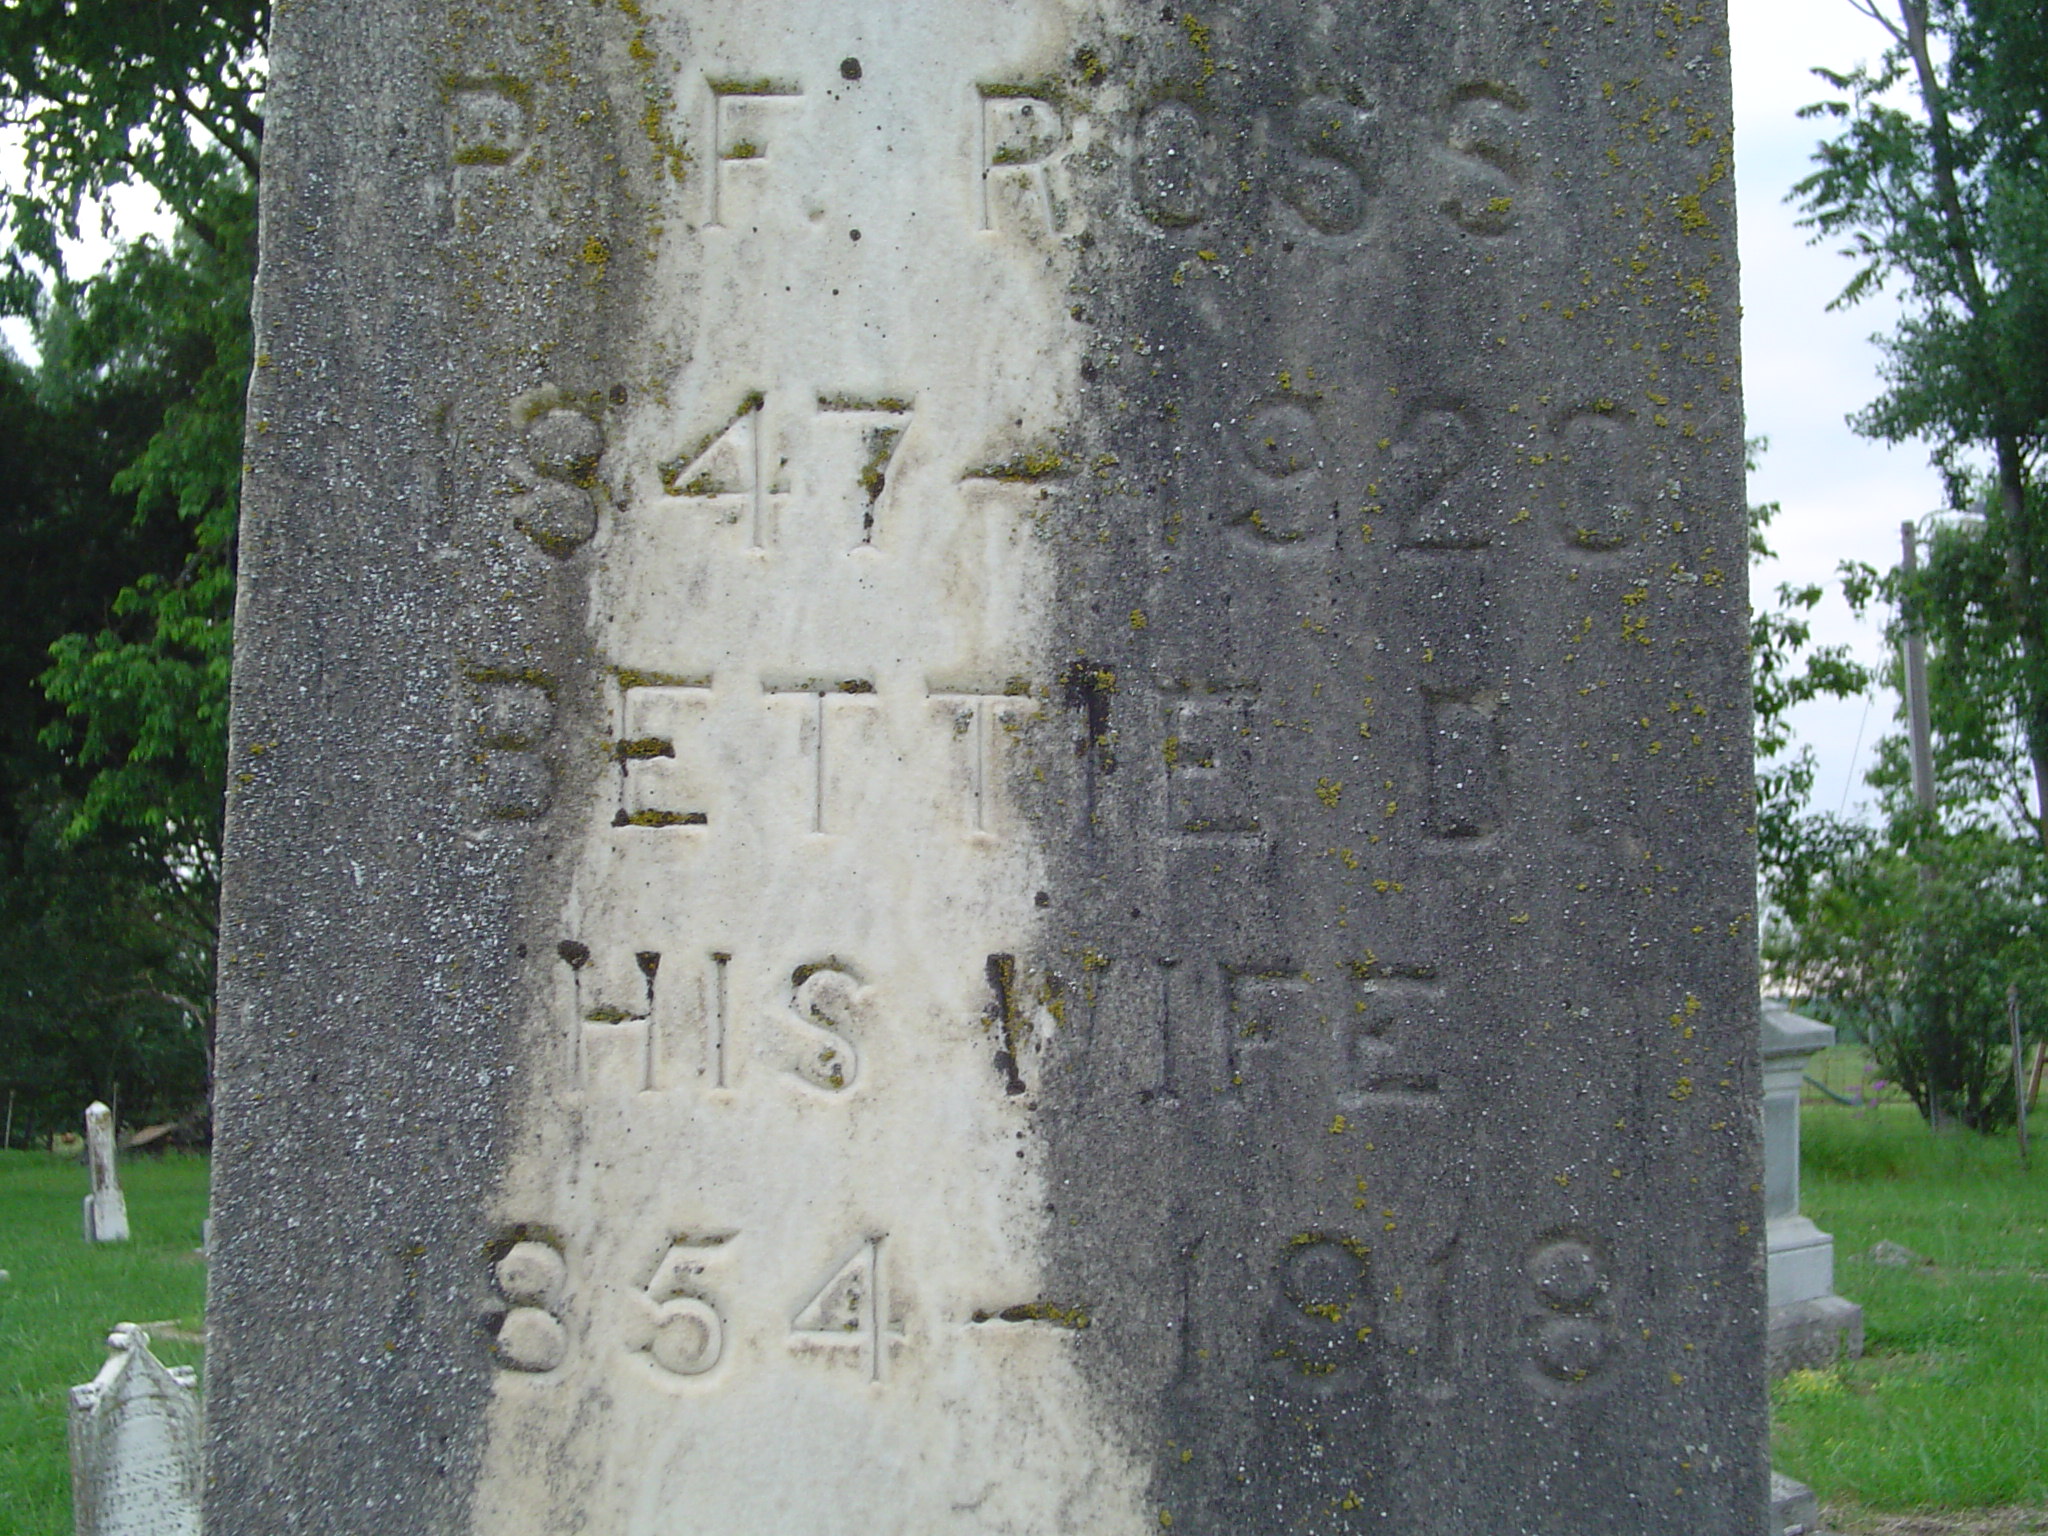 P. F. ROSS
1847 – 1920
BETTIE D.
HIS WIFE
1854 – 1918